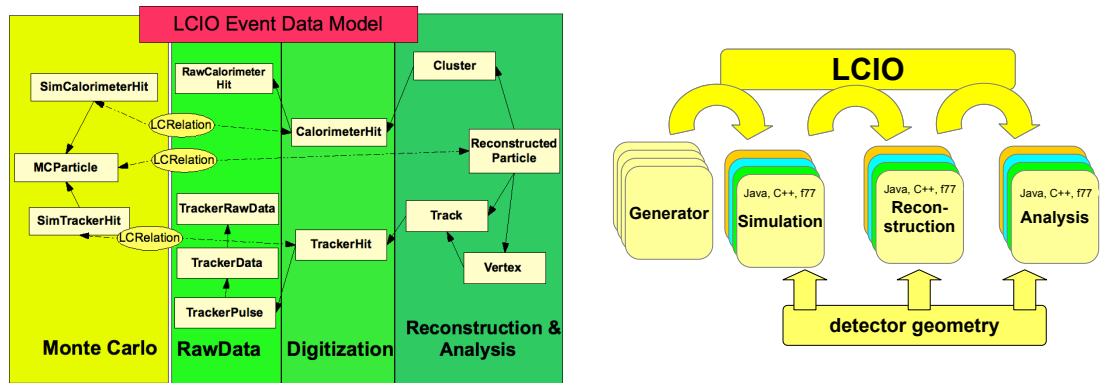 LCIO Event Data Model
SimCalorimeterHit
MCParticle
SimTrackerHit
Monte Carlo
LCRelation
LCRelation
LCRelation
RawCalorimeter
Hit
TrackerRawData
TrackerData
TrackerPulse
RawData
CalorimeterHit
TrackerHit
Digitization
Cluster
Reconstructed
Particle
Track
Vertex
Reconstruction &
Analysis
LCIO
Generator
Java, C++, f77
Simulation
Java, C++, f77
Recon-
struction
Java, C++, f77
Analysis
detector geometry